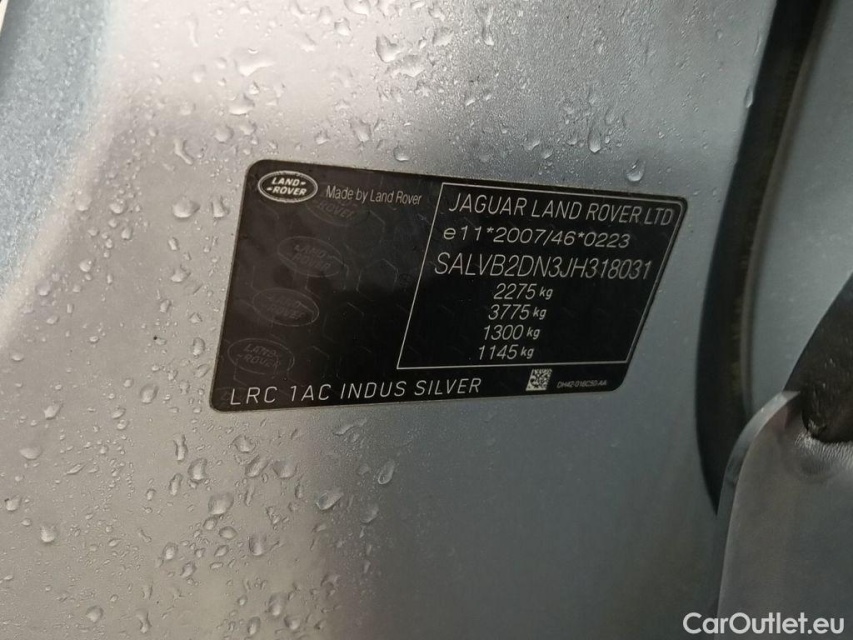 LAND-
-ROVER
Made by Land Rover
JAGUAR LAND ROVER LTD
e11*2007/46*0223
SALVB2DN3JH318031
2275 kg
3775 kg
1300 kg
1145 kg
LRC 1AC INDUS SILVER
CarOutlet.eu